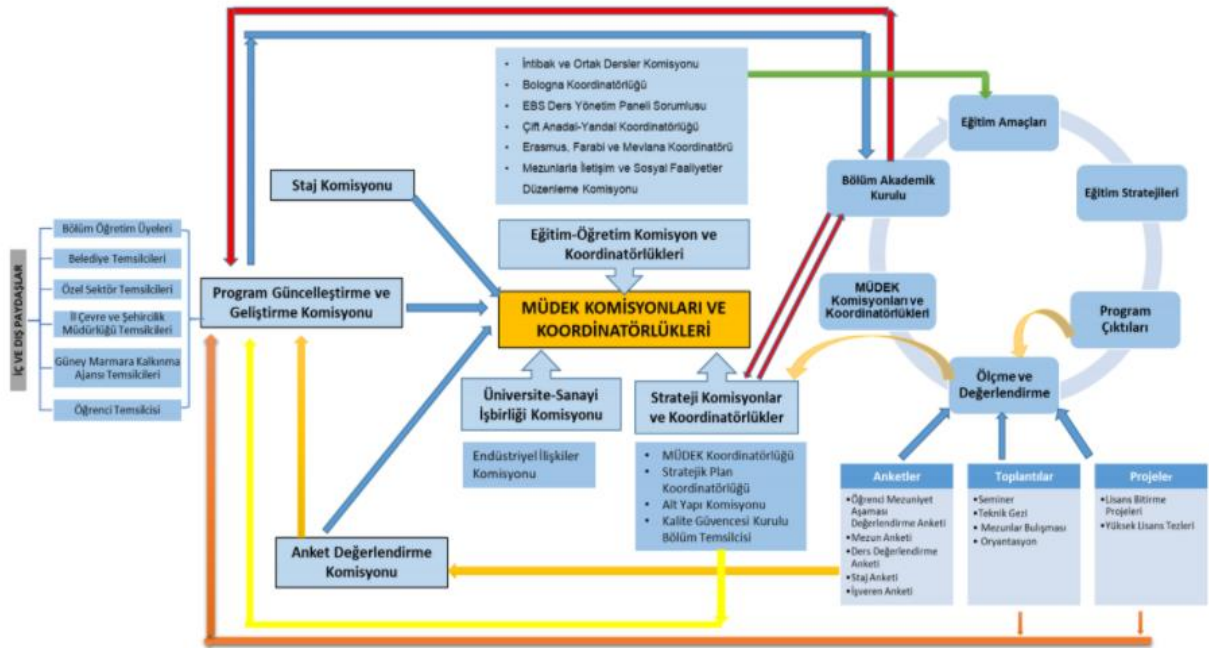 İntibak ve Ortak Dersler Komisyonu
Bologna Koordinatörlüğü
EBS Ders Yönetim Paneli Sorumlusu
Çift Anadal-Yandal Koordinatörlüğü
Erasmus, Farabi ve Mevlana Koordinatörü
Mezunlarla İletişim ve Sosyal Faaliyetler
Düzenleme Komisyonu
Eğitim Amaçları
Bölüm Akademik
Kurulu
Eğitim Stratejileri
Staj Komisyonu
İÇ VE DIŞ PAYDAŞLAR
Bölüm Öğretim Üyeleri
Belediye Temsilcileri
Özel Sektör Temsilcileri
İl Çevre ve Şehircilik
Müdürlüğü Temsilcileri
Güney Marmara Kalkınma
Ajansı Temsilcileri
Öğrenci Temsilcisi
Program Güncelleştirme ve
Geliştirme Komisyonu
Eğitim-Öğretim Komisyon ve
Koordinatörlükleri
MÜDEK KOMİSYONLARI VE
KOORDİNATÖRLÜKLERİ
MÜDEK
Komisyonları ve
Koordinatörlükleri
Program
Çıktıları
Ölçme ve
Değerlendirme
Üniversite-Sanayi
İşbirliği Komisyonu
Strateji Komisyonlar
ve Koordinatörlükler
Endüstriyel İlişkiler
Komisyonu
• MÜDEK Koordinatörlüğü
• Stratejik Plan
Koordinatörlüğü
• Alt Yapı Komisyonu
• Kalite Güvencesi Kurulu
Bölüm Temsilcisi
Anket Değerlendirme
Komisyonu
Anketler
•Öğrenci Mezuniyet
Aşaması
Değerlendirme Anketi
•Mezun Anketi
•Ders Değerlendirme
Anketi
•Staj Anketi
•İşveren Anketi
Toplantılar
•Seminer
•Teknik Gezi
• Mezunlar Buluşması
• Oryantasyon
Projeler
•Lisans Bitirme
Projeleri
•Yüksek Lisans Tezleri